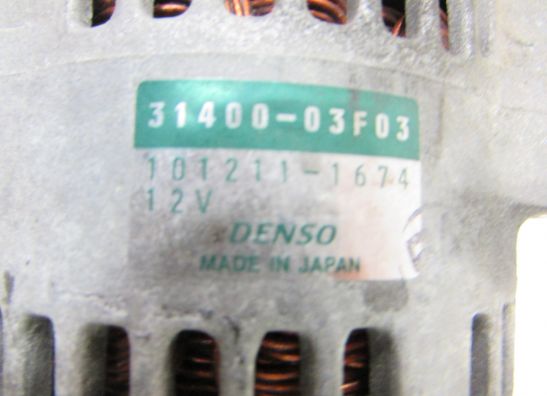 31400-03F03
101211-1674
12V
DENSO
MADE IN JAPAN